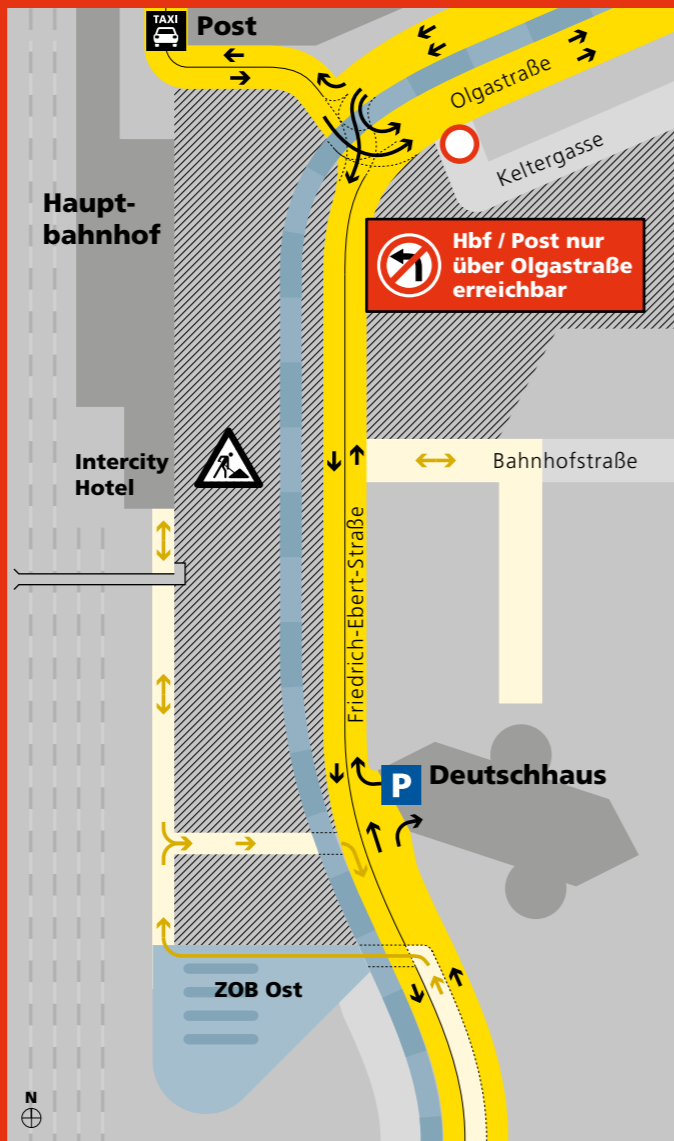 TAXI
Post
Olgastraße
Keltergasse
Haupt-
bahnhof
Hbf / Post nur
über Olgastraße
erreichbar
Intercity
Hotel
Bahnhofstraße
Friedrich-Ebert-Straße
P
Deutschhaus
ZOB Ost
N